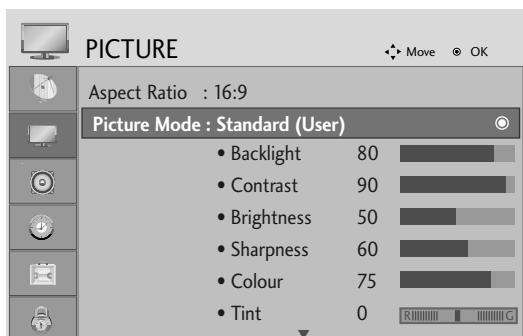 PICTURE
Move OK
Aspect Ratio : 16:9
Picture Mode : Standard (User)
• Backlight 80
• Contrast 90
• Brightness 50
• Sharpness 60
• Colour 75
• Tint 0 R G